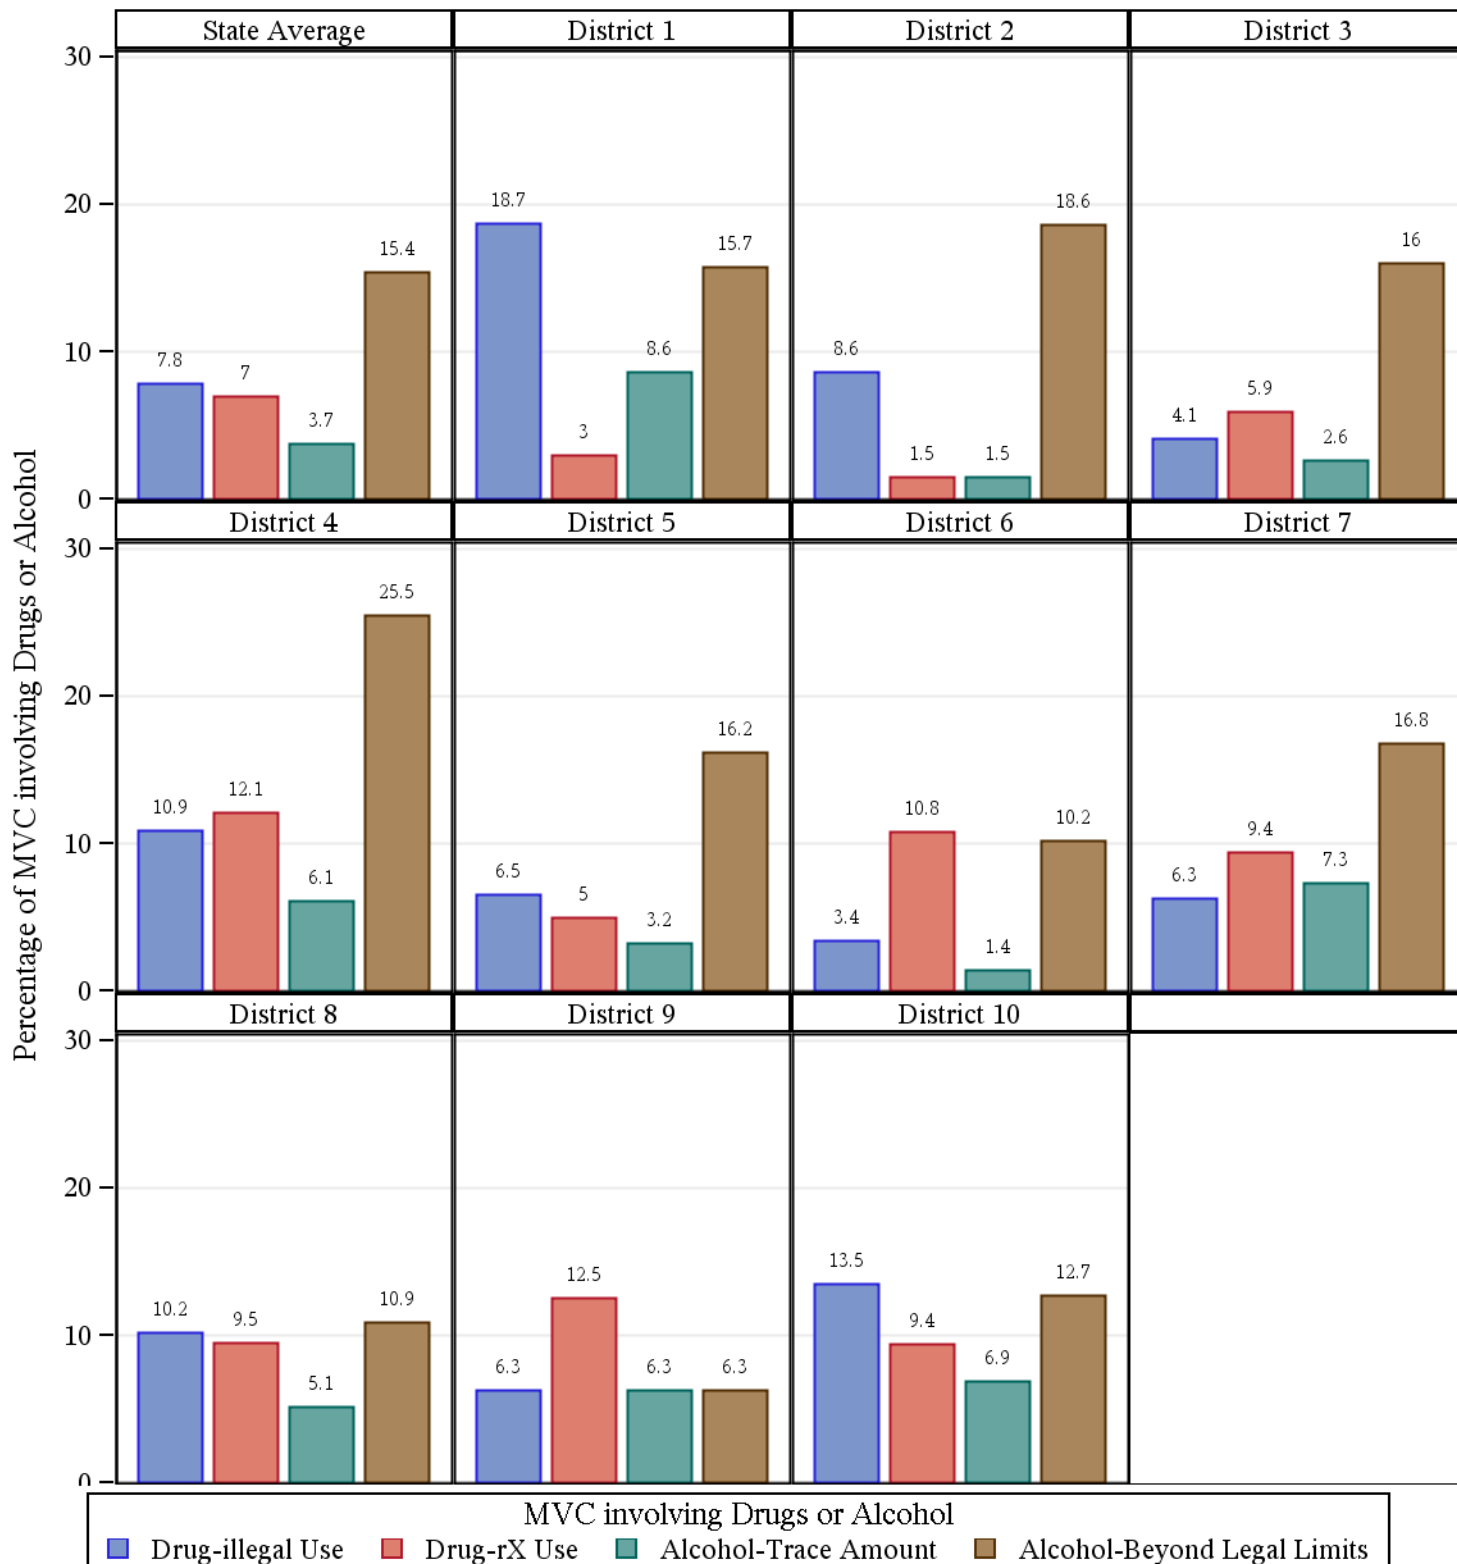 State Average District 1 District 2 District 3
30
20
10
0
7.8 7 3.7 15.4
18.7 3 8.6 15.7
8.6 1.5 1.5 18.6
4.1 5.9 2.6 16
District 4 District 5 District 6 District 7
30
20
10
0
10.9 12.1 6.1 25.5
6.5 5 3.2 16.2
3.4 10.8 1.4 10.2
6.3 9.4 7.3 16.8
District 8 District 9 District 10
30
20
10
0
10.2 9.5 5.1 10.9
6.3 12.5 6.3 6.3
13.5 9.4 6.9 12.7
Percentage of MVC involving Drugs or Alcohol
MVC involving Drugs or Alcohol
Drug-illegal Use Drug-rX Use Alcohol-Trace Amount Alcohol-Beyond Legal Limits